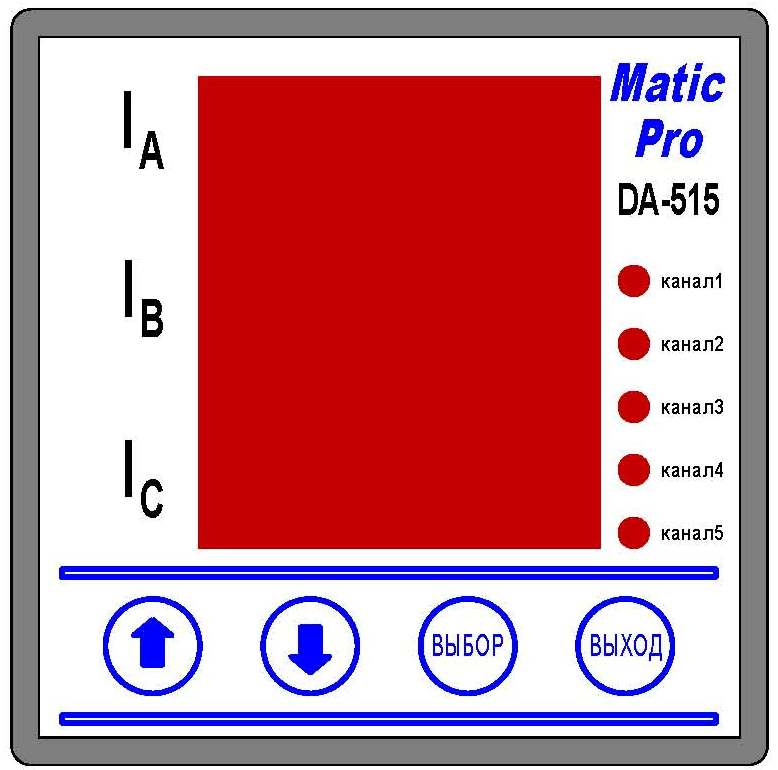 Matic
Pro
DA-515
IA
IB
IC
канал1
канал2
канал3
канал4
канал5
ВЫБОР
ВЫХОД